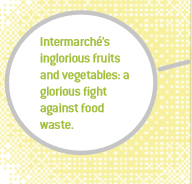 Intermarché's
inglorious fruits
and vegetables: a
glorious fight
against food
waste.